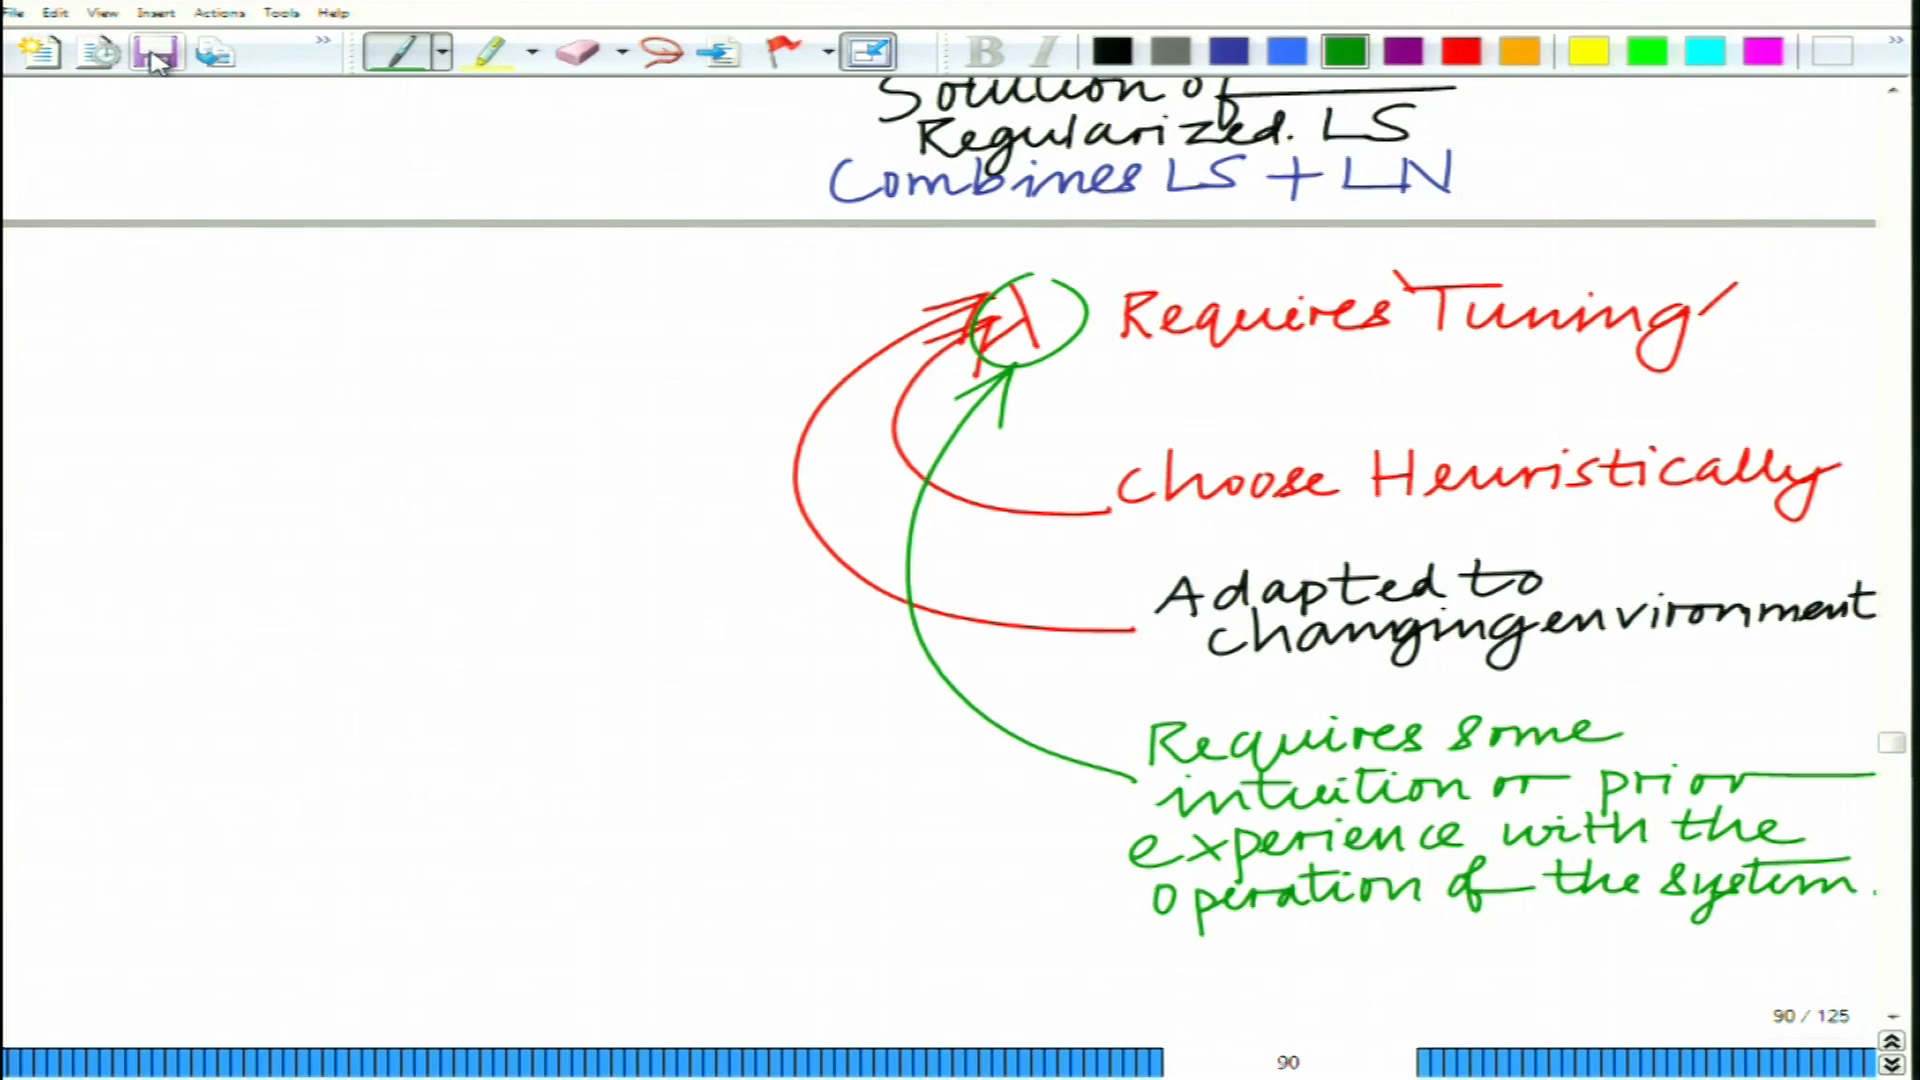 File Edit View Insert Actions Tools Help
B I
Solution of
Regularized. LS
Combines LS + LN
λ Requires 'Tuning'
Choose Heuristically
Adapted to
changing environment
Requires some
intuition or prior
experience with the
operation of the system.
90 / 125
90